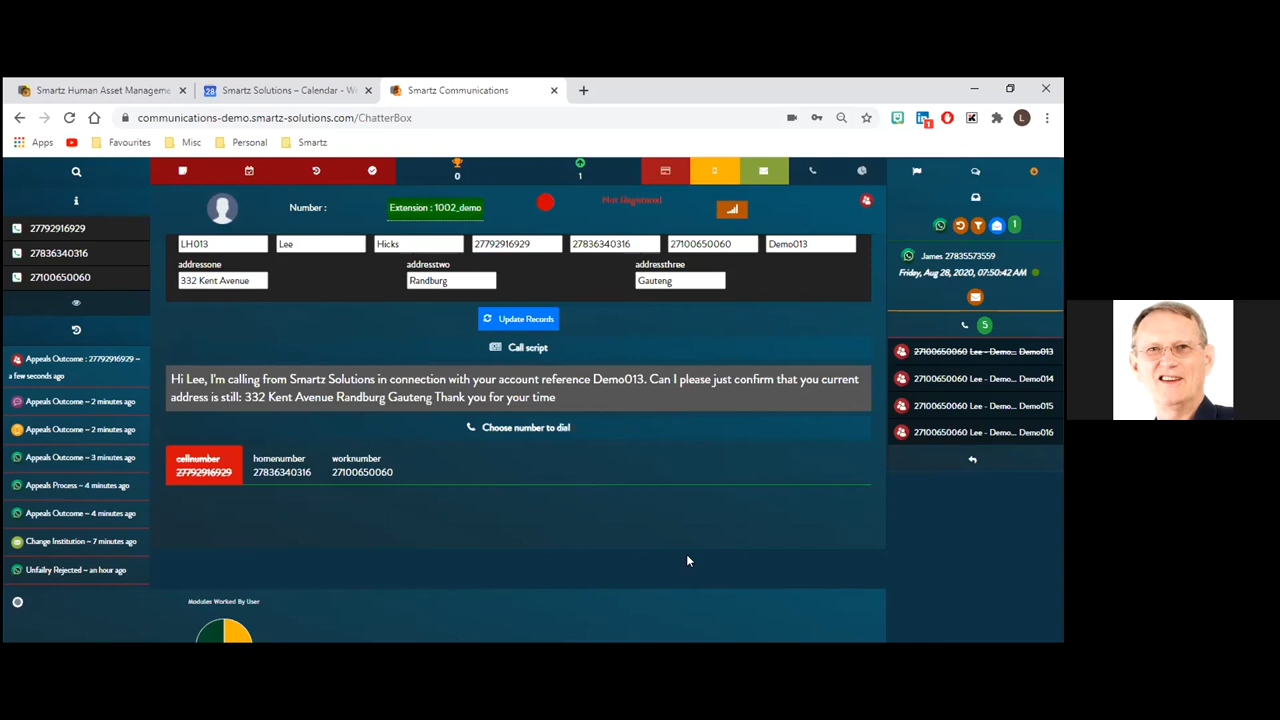 Smartz Human Asset Manageme
Smartz Solutions – Calendar - W
Smartz Communications
communications-demo.smartz-solutions.com/ChatterBox
L
Apps
Favourites
Misc
Personal
Smartz
0
1
Number :
Extension : 1002_demo
Not Registered
LH013
Lee
Hicks
27792916929
27836340316
27100650060
Demo013
addressone
addresstwo
addressthree
332 Kent Avenue
Randburg
Gauteng
Update Records
Call script
Hi Lee, I'm calling from Smartz Solutions in connection with your account reference Demo013. Can I please just confirm that you current
address is still: 332 Kent Avenue Randburg Gauteng Thank you for your time
Choose number to dial
cellnumber
27792916929
homenumber
27836340316
worknumber
27100650060
27792916929
27836340316
27100650060
Appeals Outcome : 27792916929 –
a few seconds ago
Appeals Outcome – 2 minutes ago
Appeals Outcome – 2 minutes ago
Appeals Outcome – 3 minutes ago
Appeals Process – 4 minutes ago
Appeals Outcome – 4 minutes ago
Change Institution – 7 minutes ago
Unfailry Rejected – an hour ago
Modules Worked By User
1
James 27835573559
Friday, Aug 28, 2020, 07:50:42 AM
5
27100650060 Lee - Demo... Demo013
27100650060 Lee - Demo... Demo014
27100650060 Lee - Demo... Demo015
27100650060 Lee - Demo... Demo016